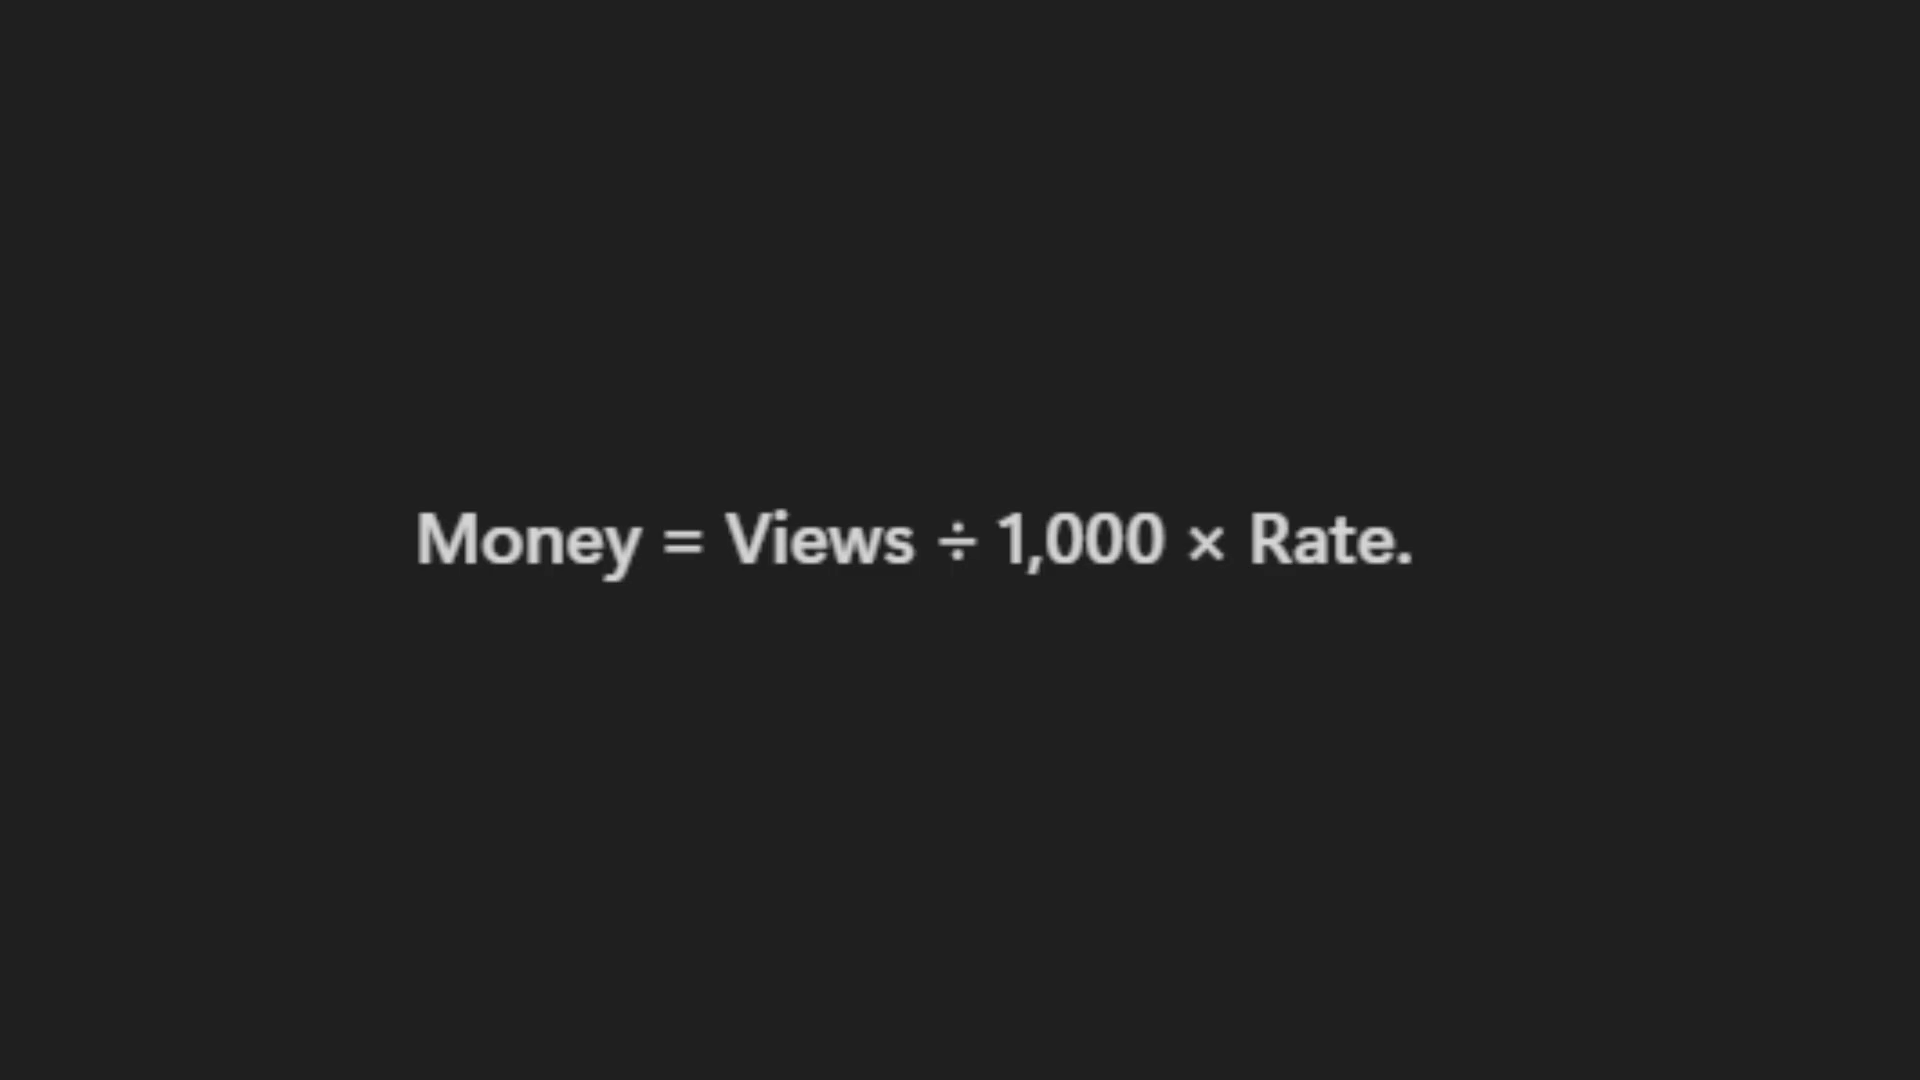 Money = Views ÷ 1,000 × Rate.